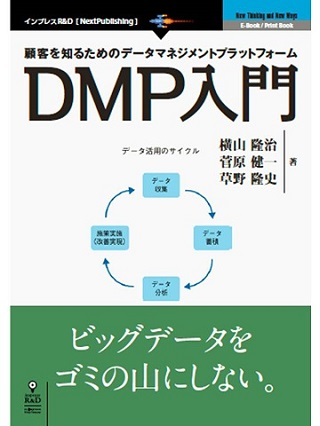 インプレスR&D [NextPublishing]
New Thinking and New Ways
E-Book / Print Book
顧客を知るためのデータマネジメントプラットフォーム
DMP入門
横山 隆治
菅原 健一 著
草野 隆史
データ活用のサイクル
データ
収集
データ
蓄積
データ
分析
施策実施
(改善実現)
ビッグデータを
ゴミの山にしない。
R&D